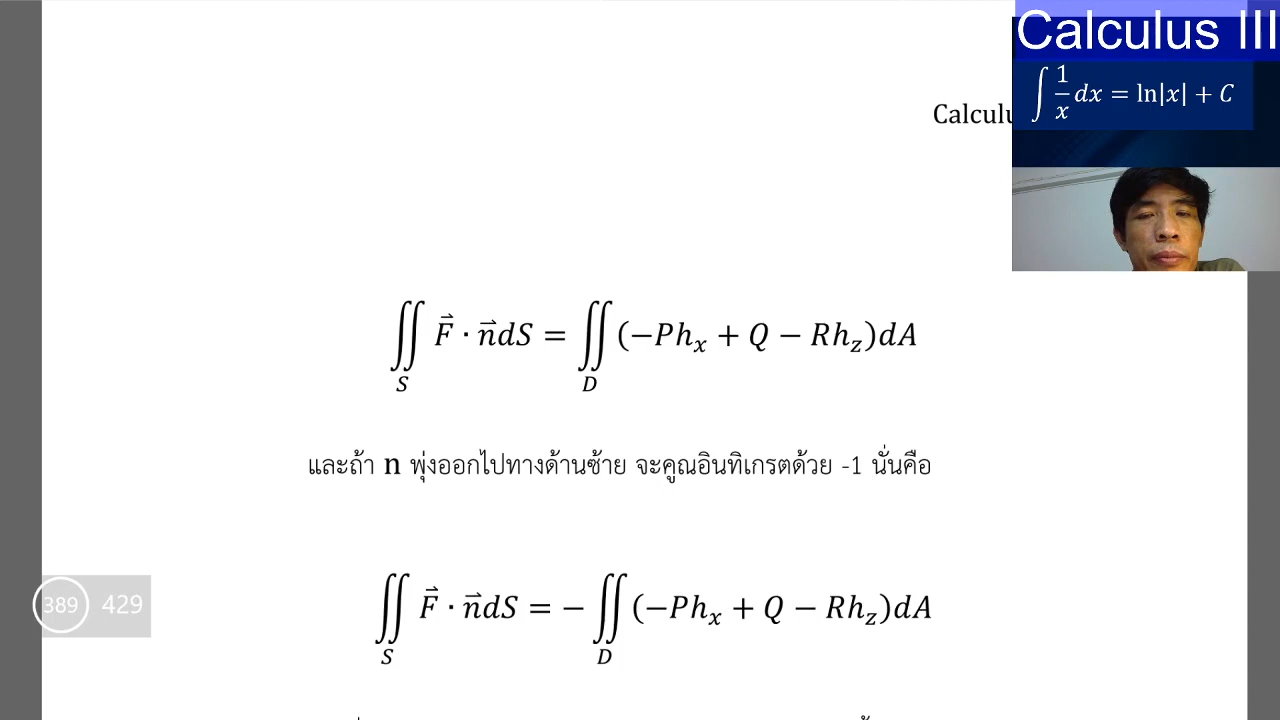 Calculus III
∫ 1/x dx = ln|x| + C
Calculu
∬_S F⃗ · n⃗ dS = ∬_D (−Ph_x + Q − Rh_z)dA
และถ้า n พุ่งออกไปทางด้านซ้าย จะคูณอินทิเกรตด้วย -1 นั่นคือ
389 429
∬_S F⃗ · n⃗ dS = − ∬_D (−Ph_x + Q − Rh_z)dA